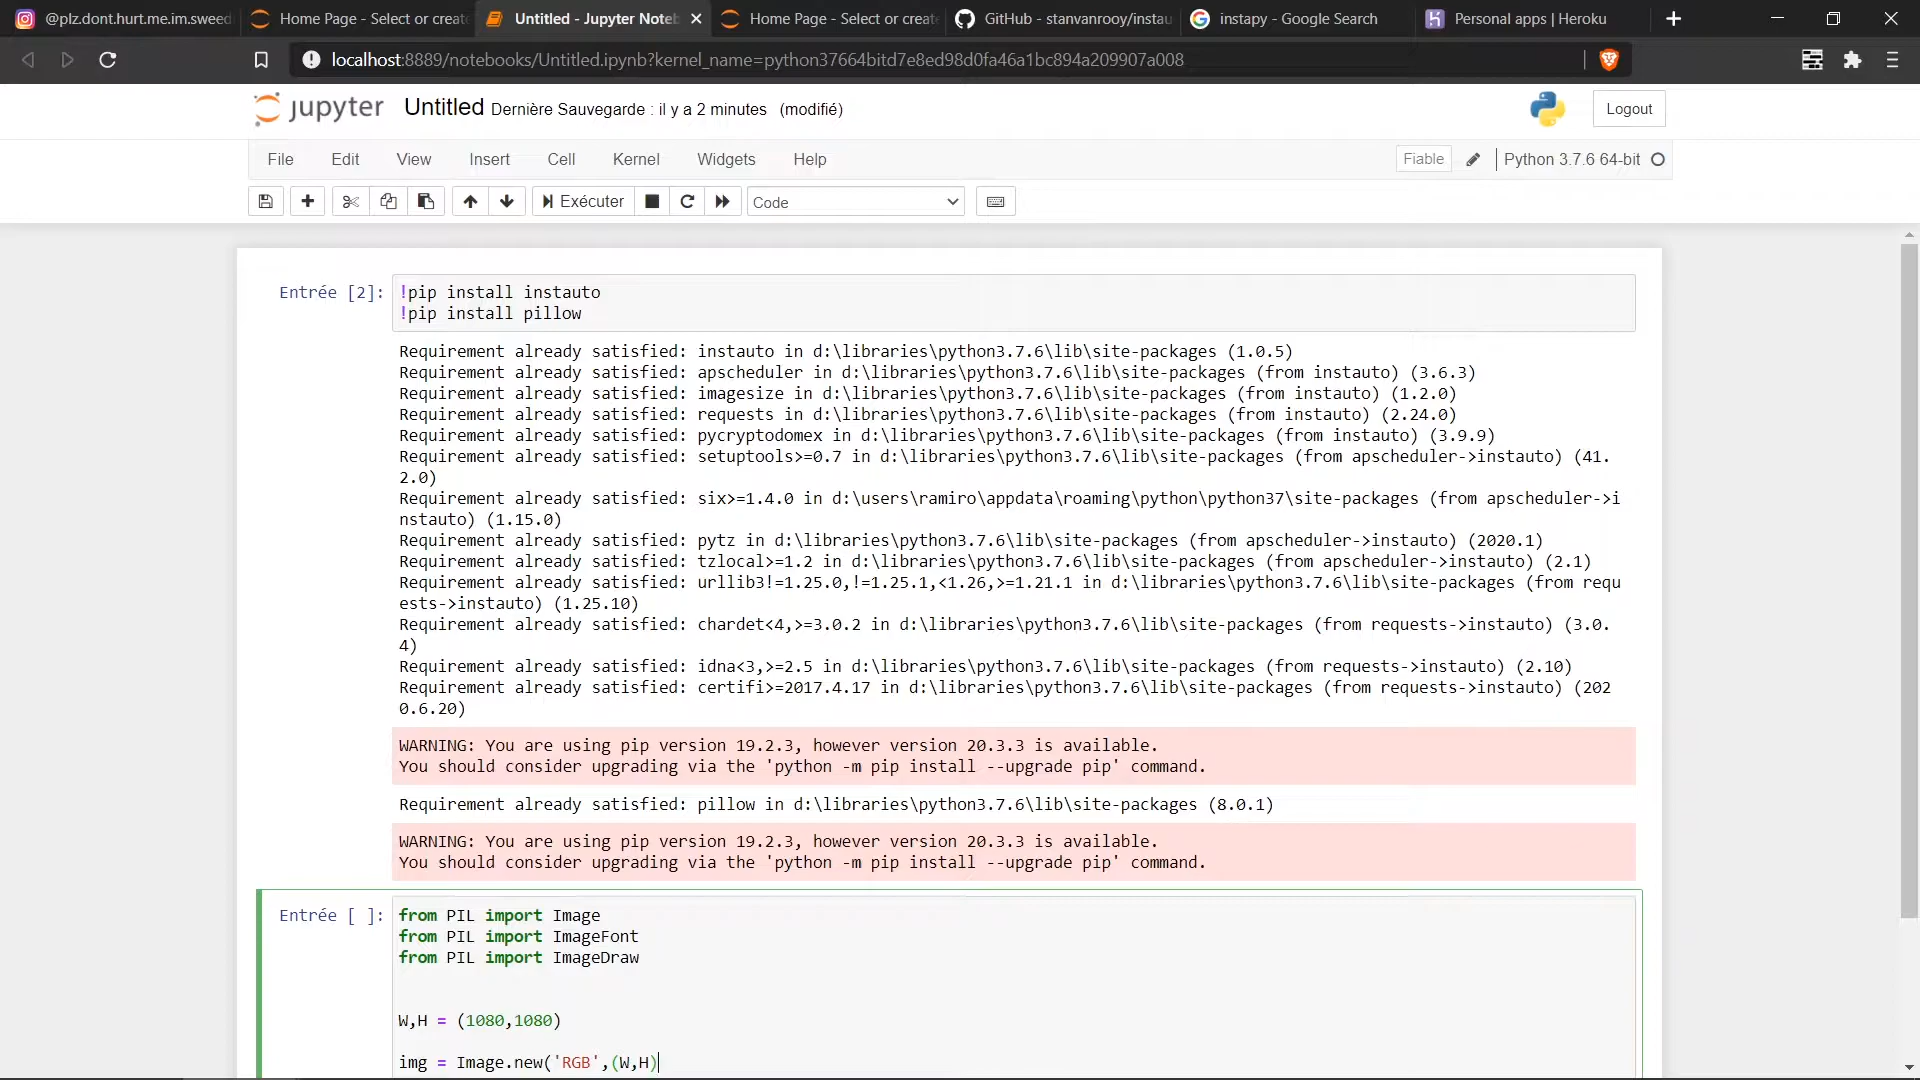 @plz.dont.hurt.me.im.sweed
Home Page - Select or create
Untitled - Jupyter Noteb
Home Page - Select or create
GitHub - stanvanrooy/instau
instapy - Google Search
Personal apps | Heroku
localhost:8889/notebooks/Untitled.ipynb?kernel_name=python37664bitd7e8ed98d0fa46a1bc894a209907a008
jupyter Untitled Dernière Sauvegarde : il y a 2 minutes (modifié)
Logout
File Edit View Insert Cell Kernel Widgets Help
Fiable
Python 3.7.6 64-bit
Exécuter
Code
Entrée [2]:
!pip install instauto
!pip install pillow
Requirement already satisfied: instauto in d:\libraries\python3.7.6\lib\site-packages (1.0.5)
Requirement already satisfied: apscheduler in d:\libraries\python3.7.6\lib\site-packages (from instauto) (3.6.3)
Requirement already satisfied: imagesize in d:\libraries\python3.7.6\lib\site-packages (from instauto) (1.2.0)
Requirement already satisfied: requests in d:\libraries\python3.7.6\lib\site-packages (from instauto) (2.24.0)
Requirement already satisfied: pycryptodomex in d:\libraries\python3.7.6\lib\site-packages (from instauto) (3.9.9)
Requirement already satisfied: setuptools>=0.7 in d:\libraries\python3.7.6\lib\site-packages (from apscheduler->instauto) (41.
2.0)
Requirement already satisfied: six>=1.4.0 in d:\users\ramiro\appdata\roaming\python\python37\site-packages (from apscheduler->i
nstauto) (1.15.0)
Requirement already satisfied: pytz in d:\libraries\python3.7.6\lib\site-packages (from apscheduler->instauto) (2020.1)
Requirement already satisfied: tzlocal>=1.2 in d:\libraries\python3.7.6\lib\site-packages (from apscheduler->instauto) (2.1)
Requirement already satisfied: urllib3!=1.25.0,!=1.25.1,<1.26,>=1.21.1 in d:\libraries\python3.7.6\lib\site-packages (from requ
ests->instauto) (1.25.10)
Requirement already satisfied: chardet<4,>=3.0.2 in d:\libraries\python3.7.6\lib\site-packages (from requests->instauto) (3.0.
4)
Requirement already satisfied: idna<3,>=2.5 in d:\libraries\python3.7.6\lib\site-packages (from requests->instauto) (2.10)
Requirement already satisfied: certifi>=2017.4.17 in d:\libraries\python3.7.6\lib\site-packages (from requests->instauto) (202
0.6.20)
WARNING: You are using pip version 19.2.3, however version 20.3.3 is available.
You should consider upgrading via the 'python -m pip install --upgrade pip' command.
Requirement already satisfied: pillow in d:\libraries\python3.7.6\lib\site-packages (8.0.1)
WARNING: You are using pip version 19.2.3, however version 20.3.3 is available.
You should consider upgrading via the 'python -m pip install --upgrade pip' command.
Entrée [ ]:
from PIL import Image
from PIL import ImageFont
from PIL import ImageDraw
W,H = (1080,1080)
img = Image.new('RGB',(W,H)